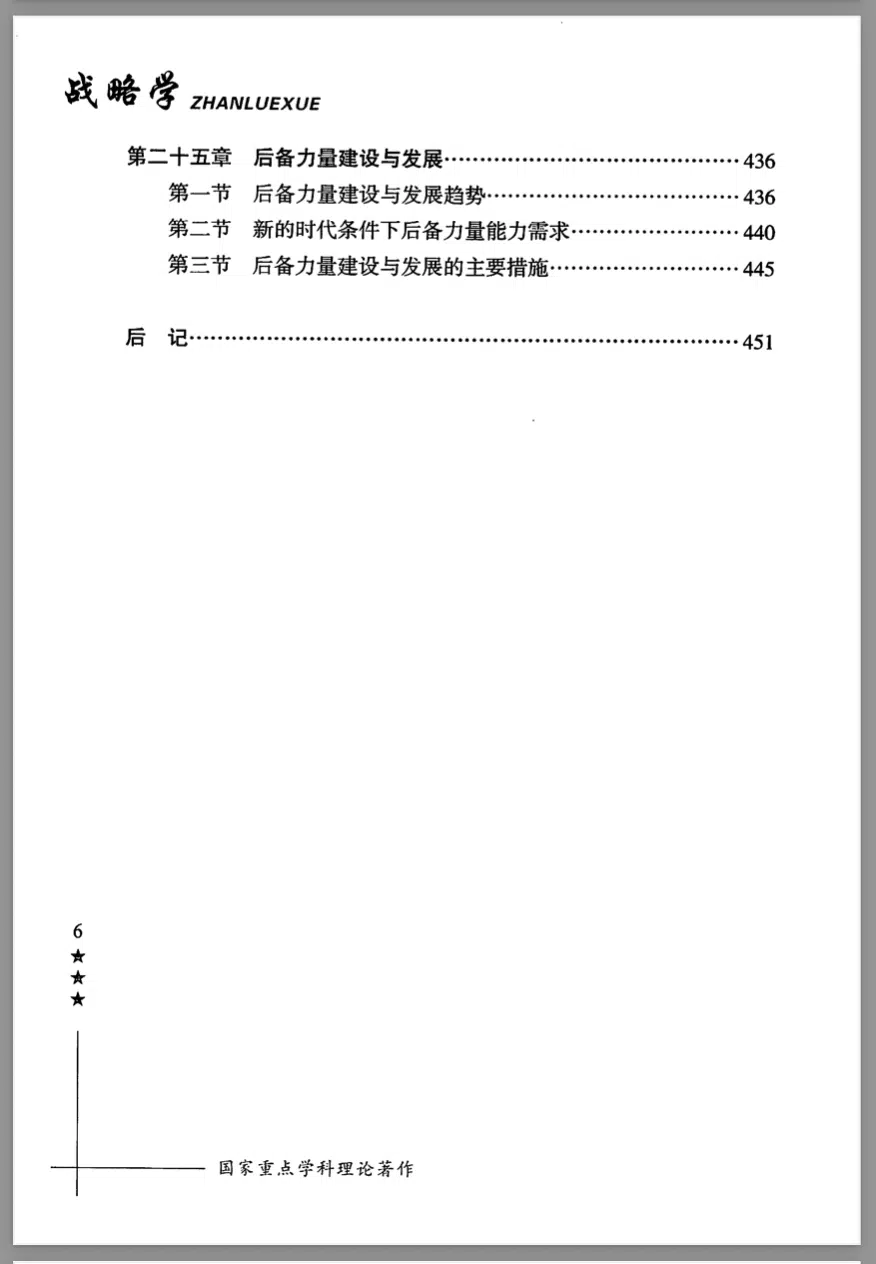 战略学 ZHANLUEXUE
第二十五章 后备力量建设与发展……………………………………436
第一节 后备力量建设与发展趋势………………………………436
第二节 新的时代条件下后备力量能力需求……………………440
第三节 后备力量建设与发展的主要措施………………………445
后 记……………………………………………………………………451
6
★
★
★
国家重点学科理论著作